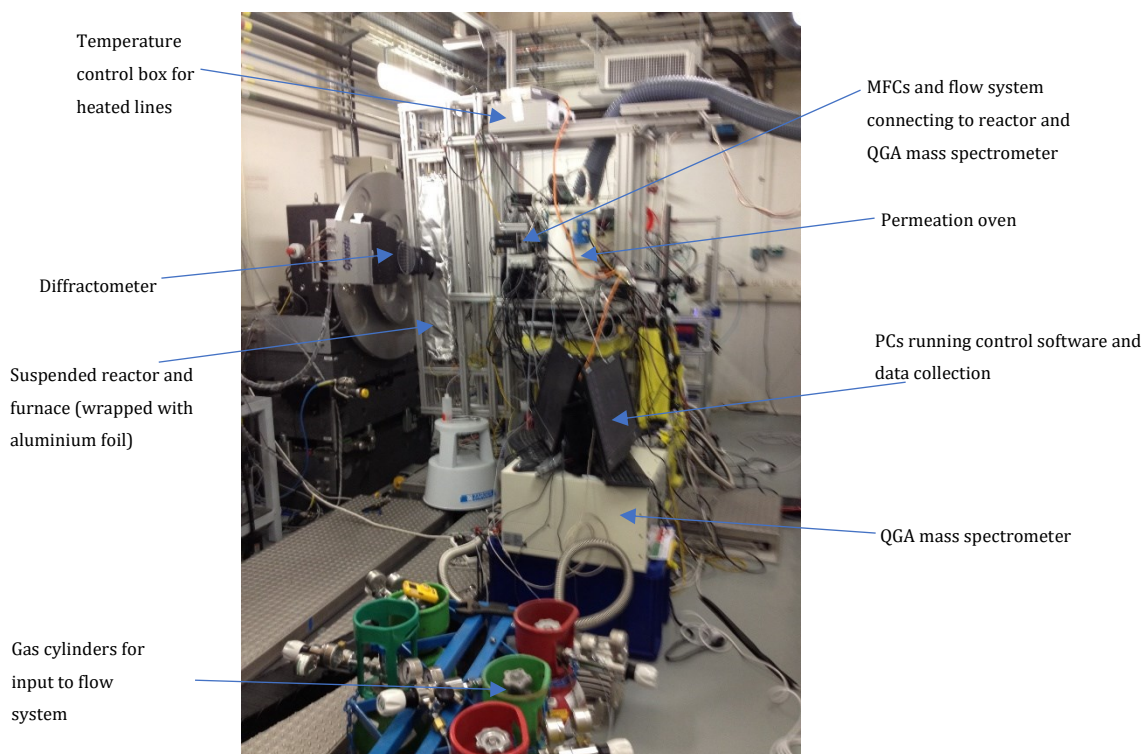 Temperature
control box for
heated lines
MFCs and flow system
connecting to reactor and
QGA mass spectrometer
Permeation oven
Cyberstar
Diffractometer
PCs running control software and
data collection
Suspended reactor and
furnace (wrapped with
aluminium foil)
QGA mass spectrometer
Gas cylinders for
input to flow
system